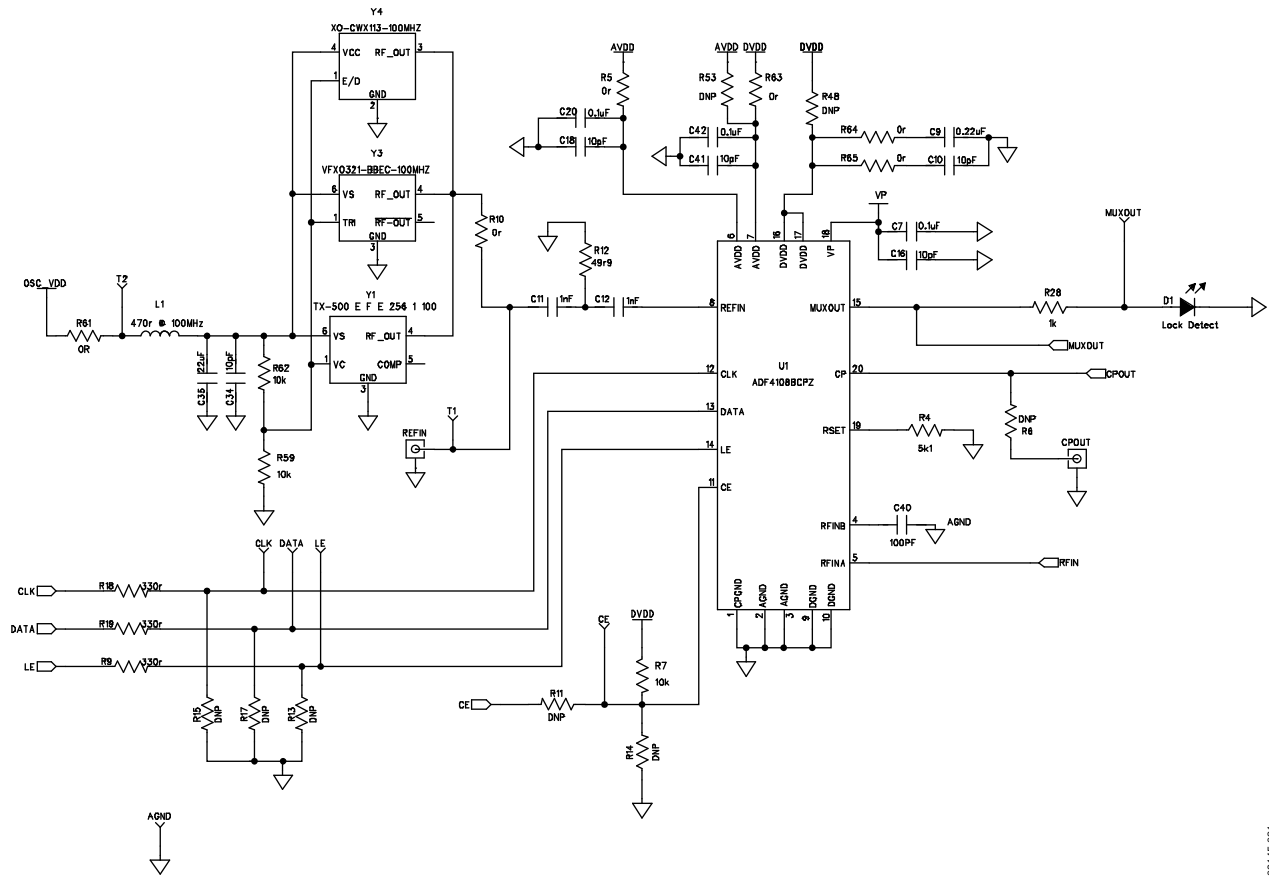 Y4
XO-CWX113-100MHZ
4 VCC RF_OUT 3
1 E/D
GND
2
Y3
VFXO321-BBEC-100MHZ
6 VS RF_OUT 4
1 TRI RF-OUT 5
GND
3
Y1
TX-500 E F E 256 1 100
6 VS RF_OUT 4
1 VC COMP 5
GND
3
OSC_VDD
T2
L1
470r @ 100MHz
R61
0R
22uF
C35
10pF
C34
R62
10k
R59
10k
R10
0r
REFIN
T1
C11 1nF
C12 1nF
R12
49r9
AVDD
R5
0r
C20 0.1uF
C18 10pF
AVDD DVDD
R53
DNP
R63
0r
C42 0.1uF
C41 10pF
DVDD
R48
DNP
R64 0r C9 0.22uF
R65 0r C10 10pF
VP
C7 0.1uF
C16 10pF
6 7 16 17 18
AVDD AVDD DVDD DVDD VP
8 REFIN
12 CLK
13 DATA
14 LE
11 CE
U1
ADF4108BCPZ
MUXOUT 15
CP 20
RSET 19
RFINB 4
RFINA 5
CPGND AGND AGND DGND DGND
1 2 3 9 10
MUXOUT
R28
1k
D1
Lock Detect
MUXOUT
CPOUT
DNP
R6
CPOUT
R4
5k1
C40
100PF
AGND
RFIN
CLK DATA LE
CLK R18 330r
DATA R19 330r
LE R9 330r
R15 DNP
R17 DNP
R13 DNP
CE
DVDD
R7
10k
CE
R11
DNP
R14 DNP
AGND